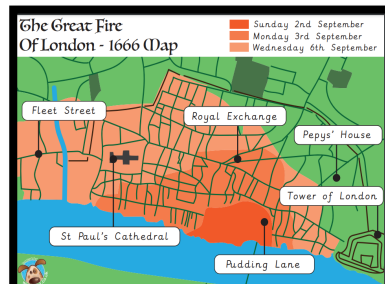 The Great Fire
Of London - 1666 Map
Sunday 2nd September
Monday 3rd September
Wednesday 6th September
Fleet Street
Royal Exchange
Pepys' House
Tower of London
St Paul's Cathedral
Pudding Lane